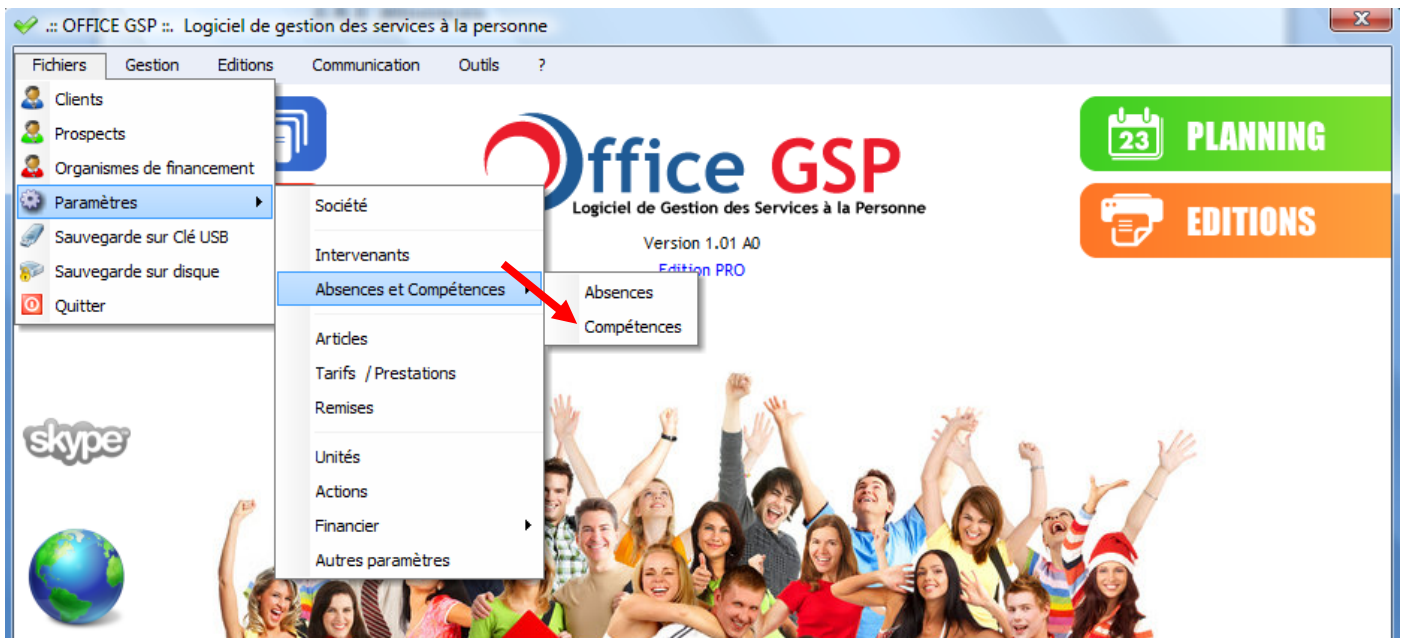 .:: OFFICE GSP ::. Logiciel de gestion des services à la personne
Fichiers Gestion Editions Communication Outils ?
Clients
Prospects
Organismes de financement
Paramètres
Sauvegarde sur Clé USB
Sauvegarde sur disque
Quitter
Société
Intervenants
Absences et Compétences
Articles
Tarifs / Prestations
Remises
Unités
Actions
Financier
Autres paramètres
Absences
Compétences
Office GSP
Logiciel de Gestion des Services à la Personne
Version 1.01 A0
Edition PRO
23 PLANNING
EDITIONS
skype